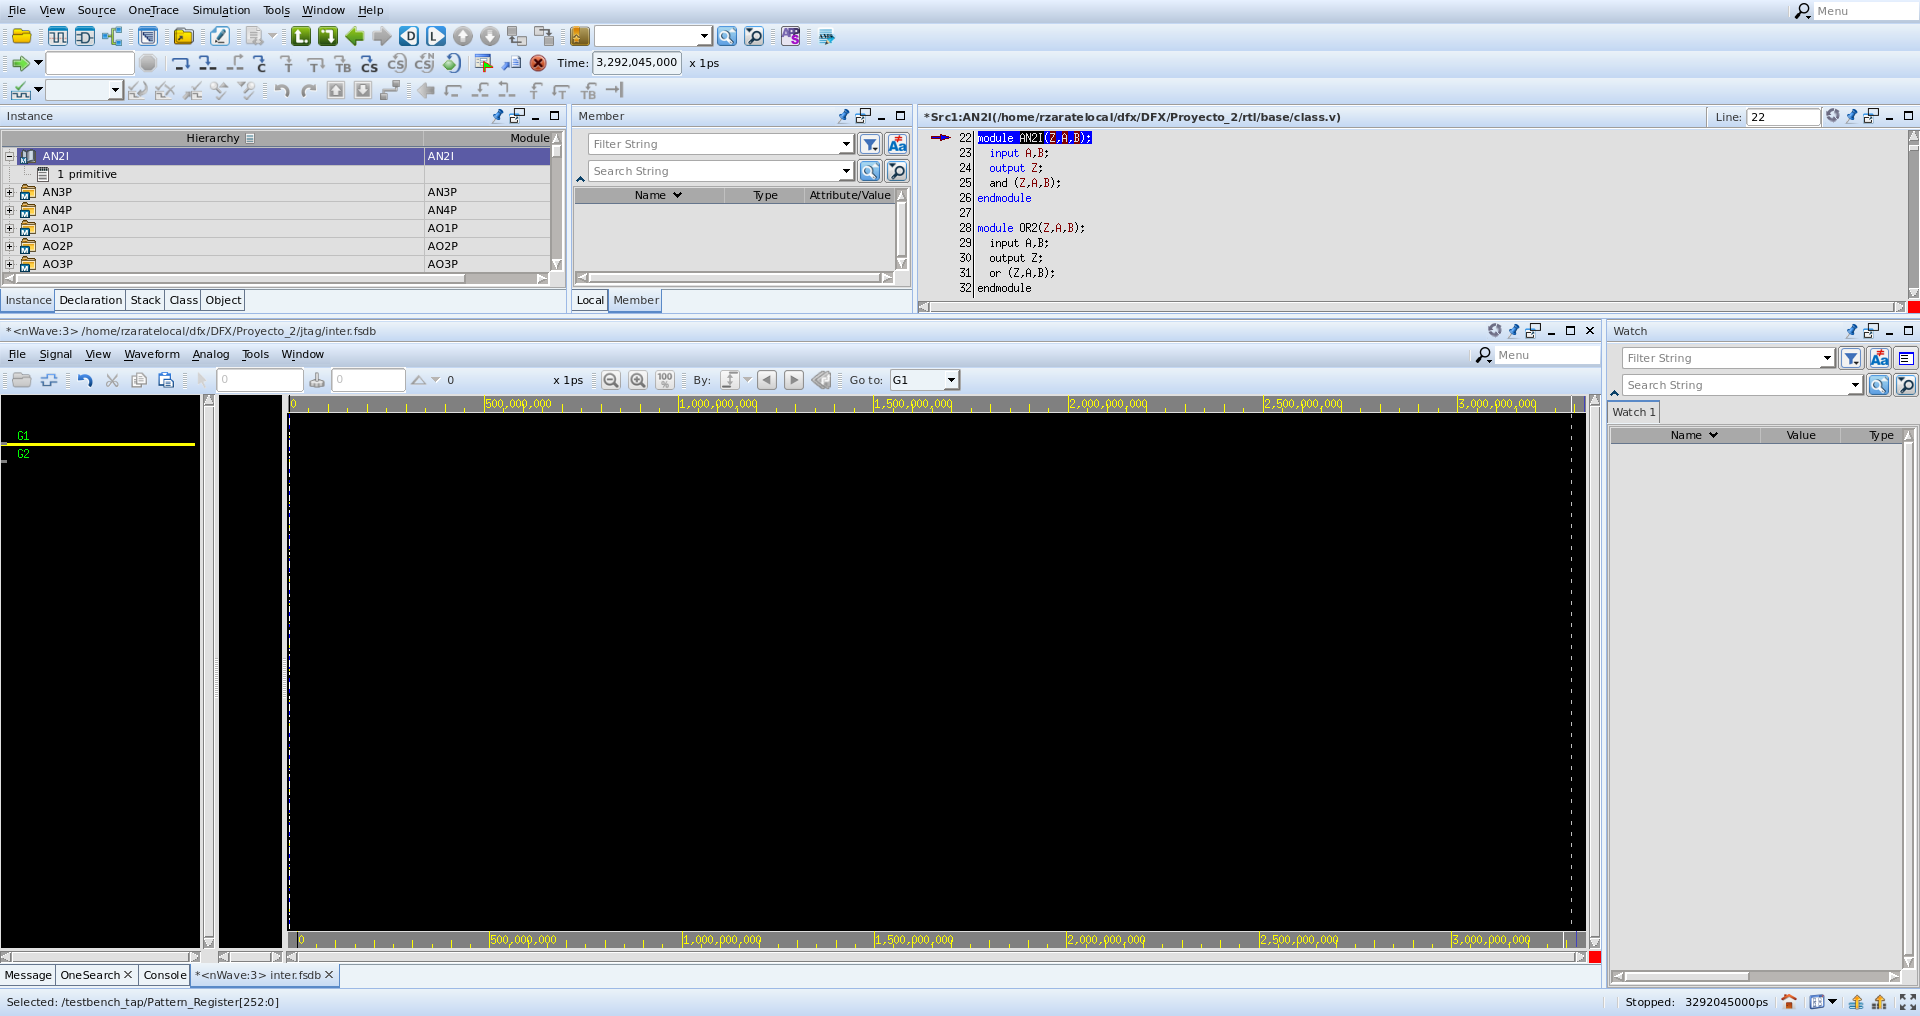 File View Source OneTrace Simulation Tools Window Help Menu
Time: 3,292,045,000 x 1ps
Instance
Hierarchy Module
AN2I AN2I
1 primitive
AN3P AN3P
AN4P AN4P
AO1P AO1P
AO2P AO2P
AO3P AO3P
Instance Declaration Stack Class Object
Member
Filter String
Search String
Name Type Attribute/Value
Local Member
*Src1:AN2I(/home/rzaratelocal/dfx/DFX/Proyecto_2/rtl/base/class.v) Line: 22
22 module AN2I(Z,A,B);
23 input A,B;
24 output Z;
25 and (Z,A,B);
26 endmodule
27
28 module OR2(Z,A,B);
29 input A,B;
30 output Z;
31 or (Z,A,B);
32 endmodule
*<nWave:3> /home/rzaratelocal/dfx/DFX/Proyecto_2/jtag/inter.fsdb
File Signal View Waveform Analog Tools Window Menu
0 0 0 x 1ps 100% By: Go to: G1
0 500,000,000 1,000,000,000 1,500,000,000 2,000,000,000 2,500,000,000 3,000,000,000
G1
G2
0 500,000,000 1,000,000,000 1,500,000,000 2,000,000,000 2,500,000,000 3,000,000,000
Watch
Filter String
Search String
Watch 1
Name Value Type
Message OneSearch Console *<nWave:3> inter.fsdb
Selected: /testbench_tap/Pattern_Register[252:0] Stopped: 3292045000ps